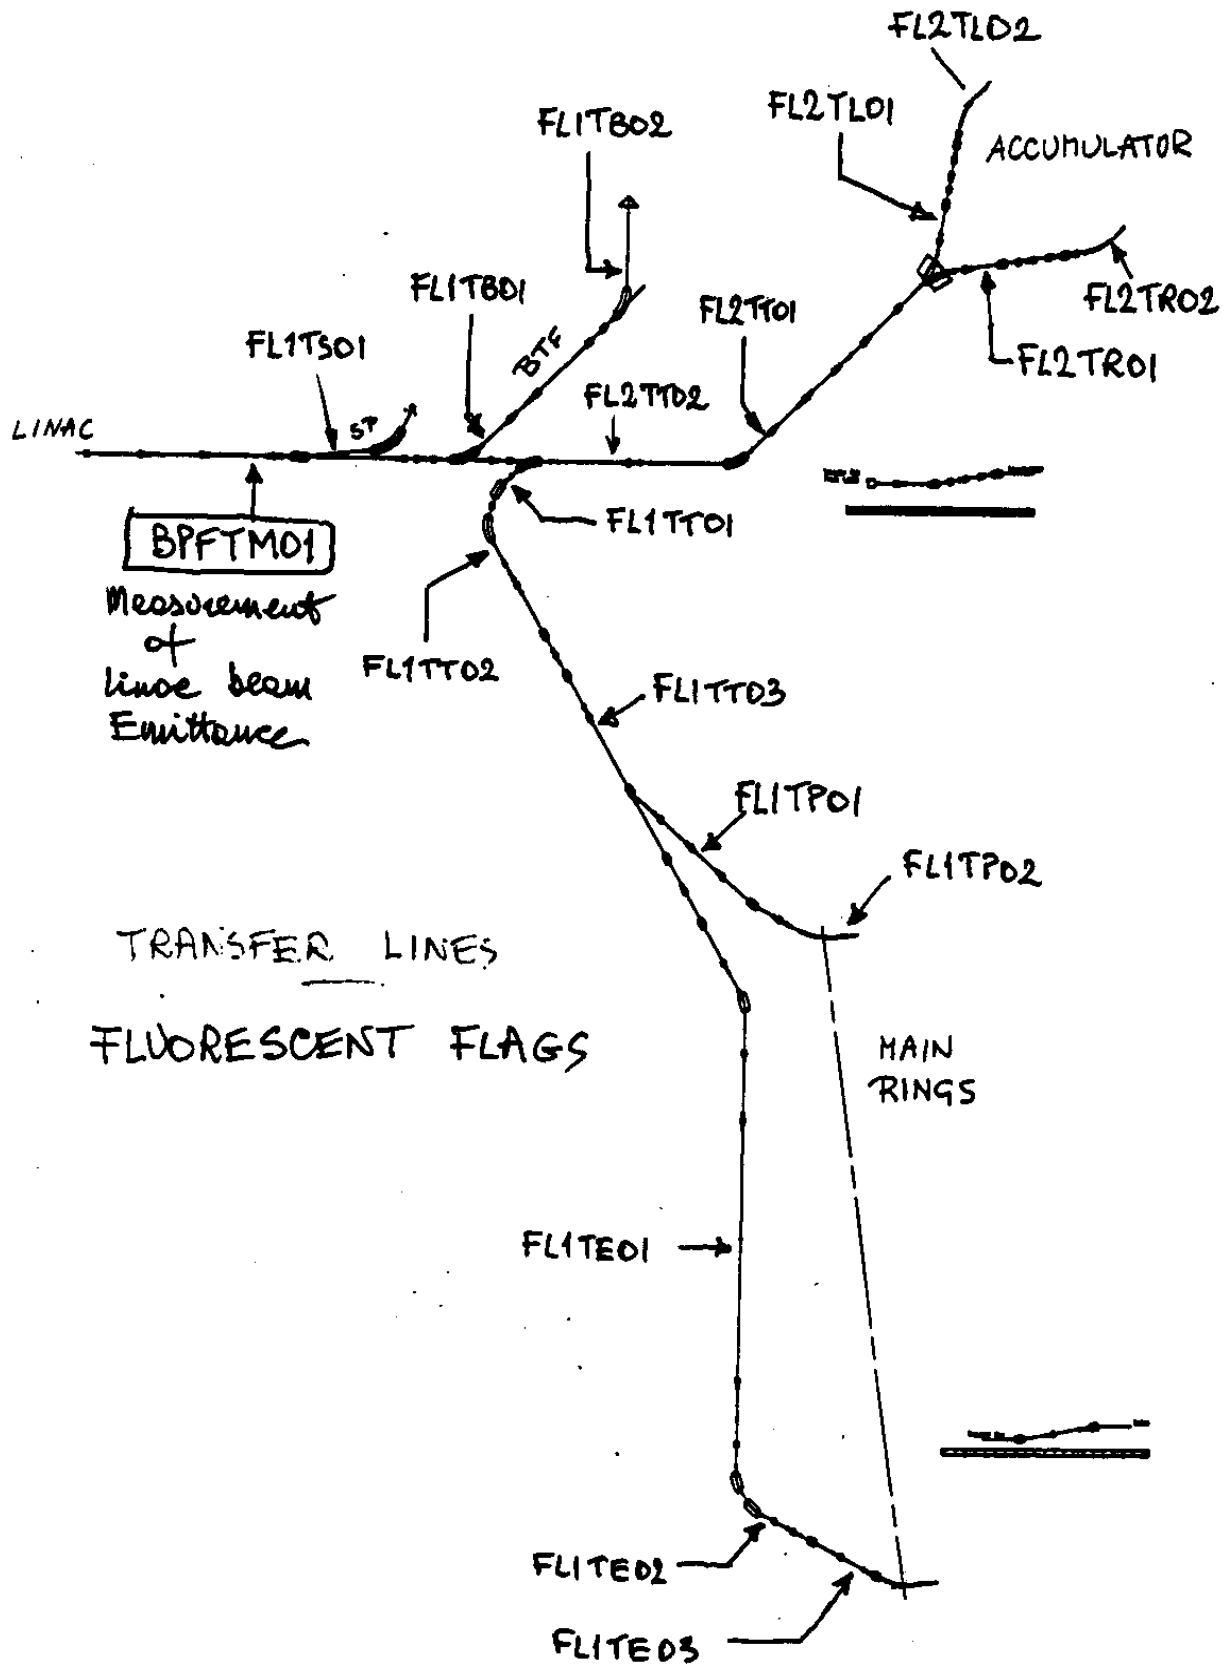 FL2TL02
FL2TL01
FL1TB02
ACCUMULATOR
FL1TB01
FL2TT01
FL2TR02
FL1TS01
BTF
FL2TR01
FL2TT02
LINAC
ST
BPFTM01
FL1TT01
Measurement
of
Linac beam
Emittance
FL1TT02
FL1TT03
FL1TP01
FL1TP02
TRANSFER LINES
FLUORESCENT FLAGS
MAIN
RINGS
FL1TE01
FL1TE02
FL1TE03